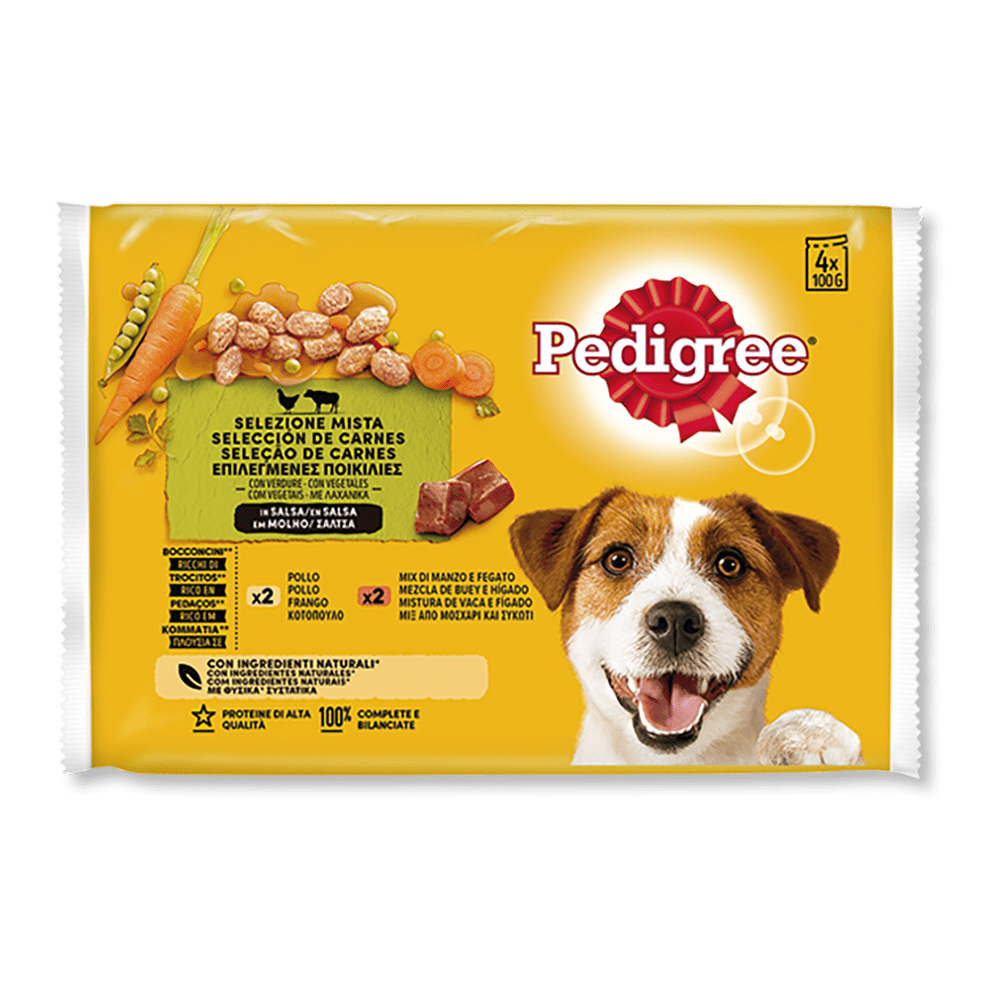 4x
100G
Pedigree®
SELEZIONE MISTA
SELECCIÓN DE CARNES
SELEÇÃO DE CARNES
ΕΠΙΛΕΓΜΕΝΕΣ ΠΟΙΚΙΛΙΕΣ
CON VERDURE - CON VEGETALES
COM VEGETAIS - ΜΕ ΛΑΧΑΝΙΚΑ
IN SALSA/EN SALSA
EM MOLHO/ΣΑΛΤΣΑ
BOCCONCINI**
RICCHI DI
TROCITOS**
RICO EN
PEDAÇOS**
RICO EM
ΚΟΜΜΑΤΙΑ**
ΠΛΟΥΣΙΑ ΣΕ
x2
POLLO
POLLO
FRANGO
ΚΟΤΟΠΟΥΛΟ
x2
MIX DI MANZO E FEGATO
MEZCLA DE BUEY E HÍGADO
MISTURA DE VACA E FÍGADO
ΜΙΞ ΑΠΟ ΜΟΣΧΑΡΙ ΚΑΙ ΣΥΚΩΤΙ
CON INGREDIENTI NATURALI*
CON INGREDIENTES NATURALES*
COM INGREDIENTES NATURAIS*
ΜΕ ΦΥΣΙΚΑ* ΣΥΣΤΑΤΙΚΑ
PROTEINE DI ALTA
QUALITÀ
100%
COMPLETE E
BILANCIATE